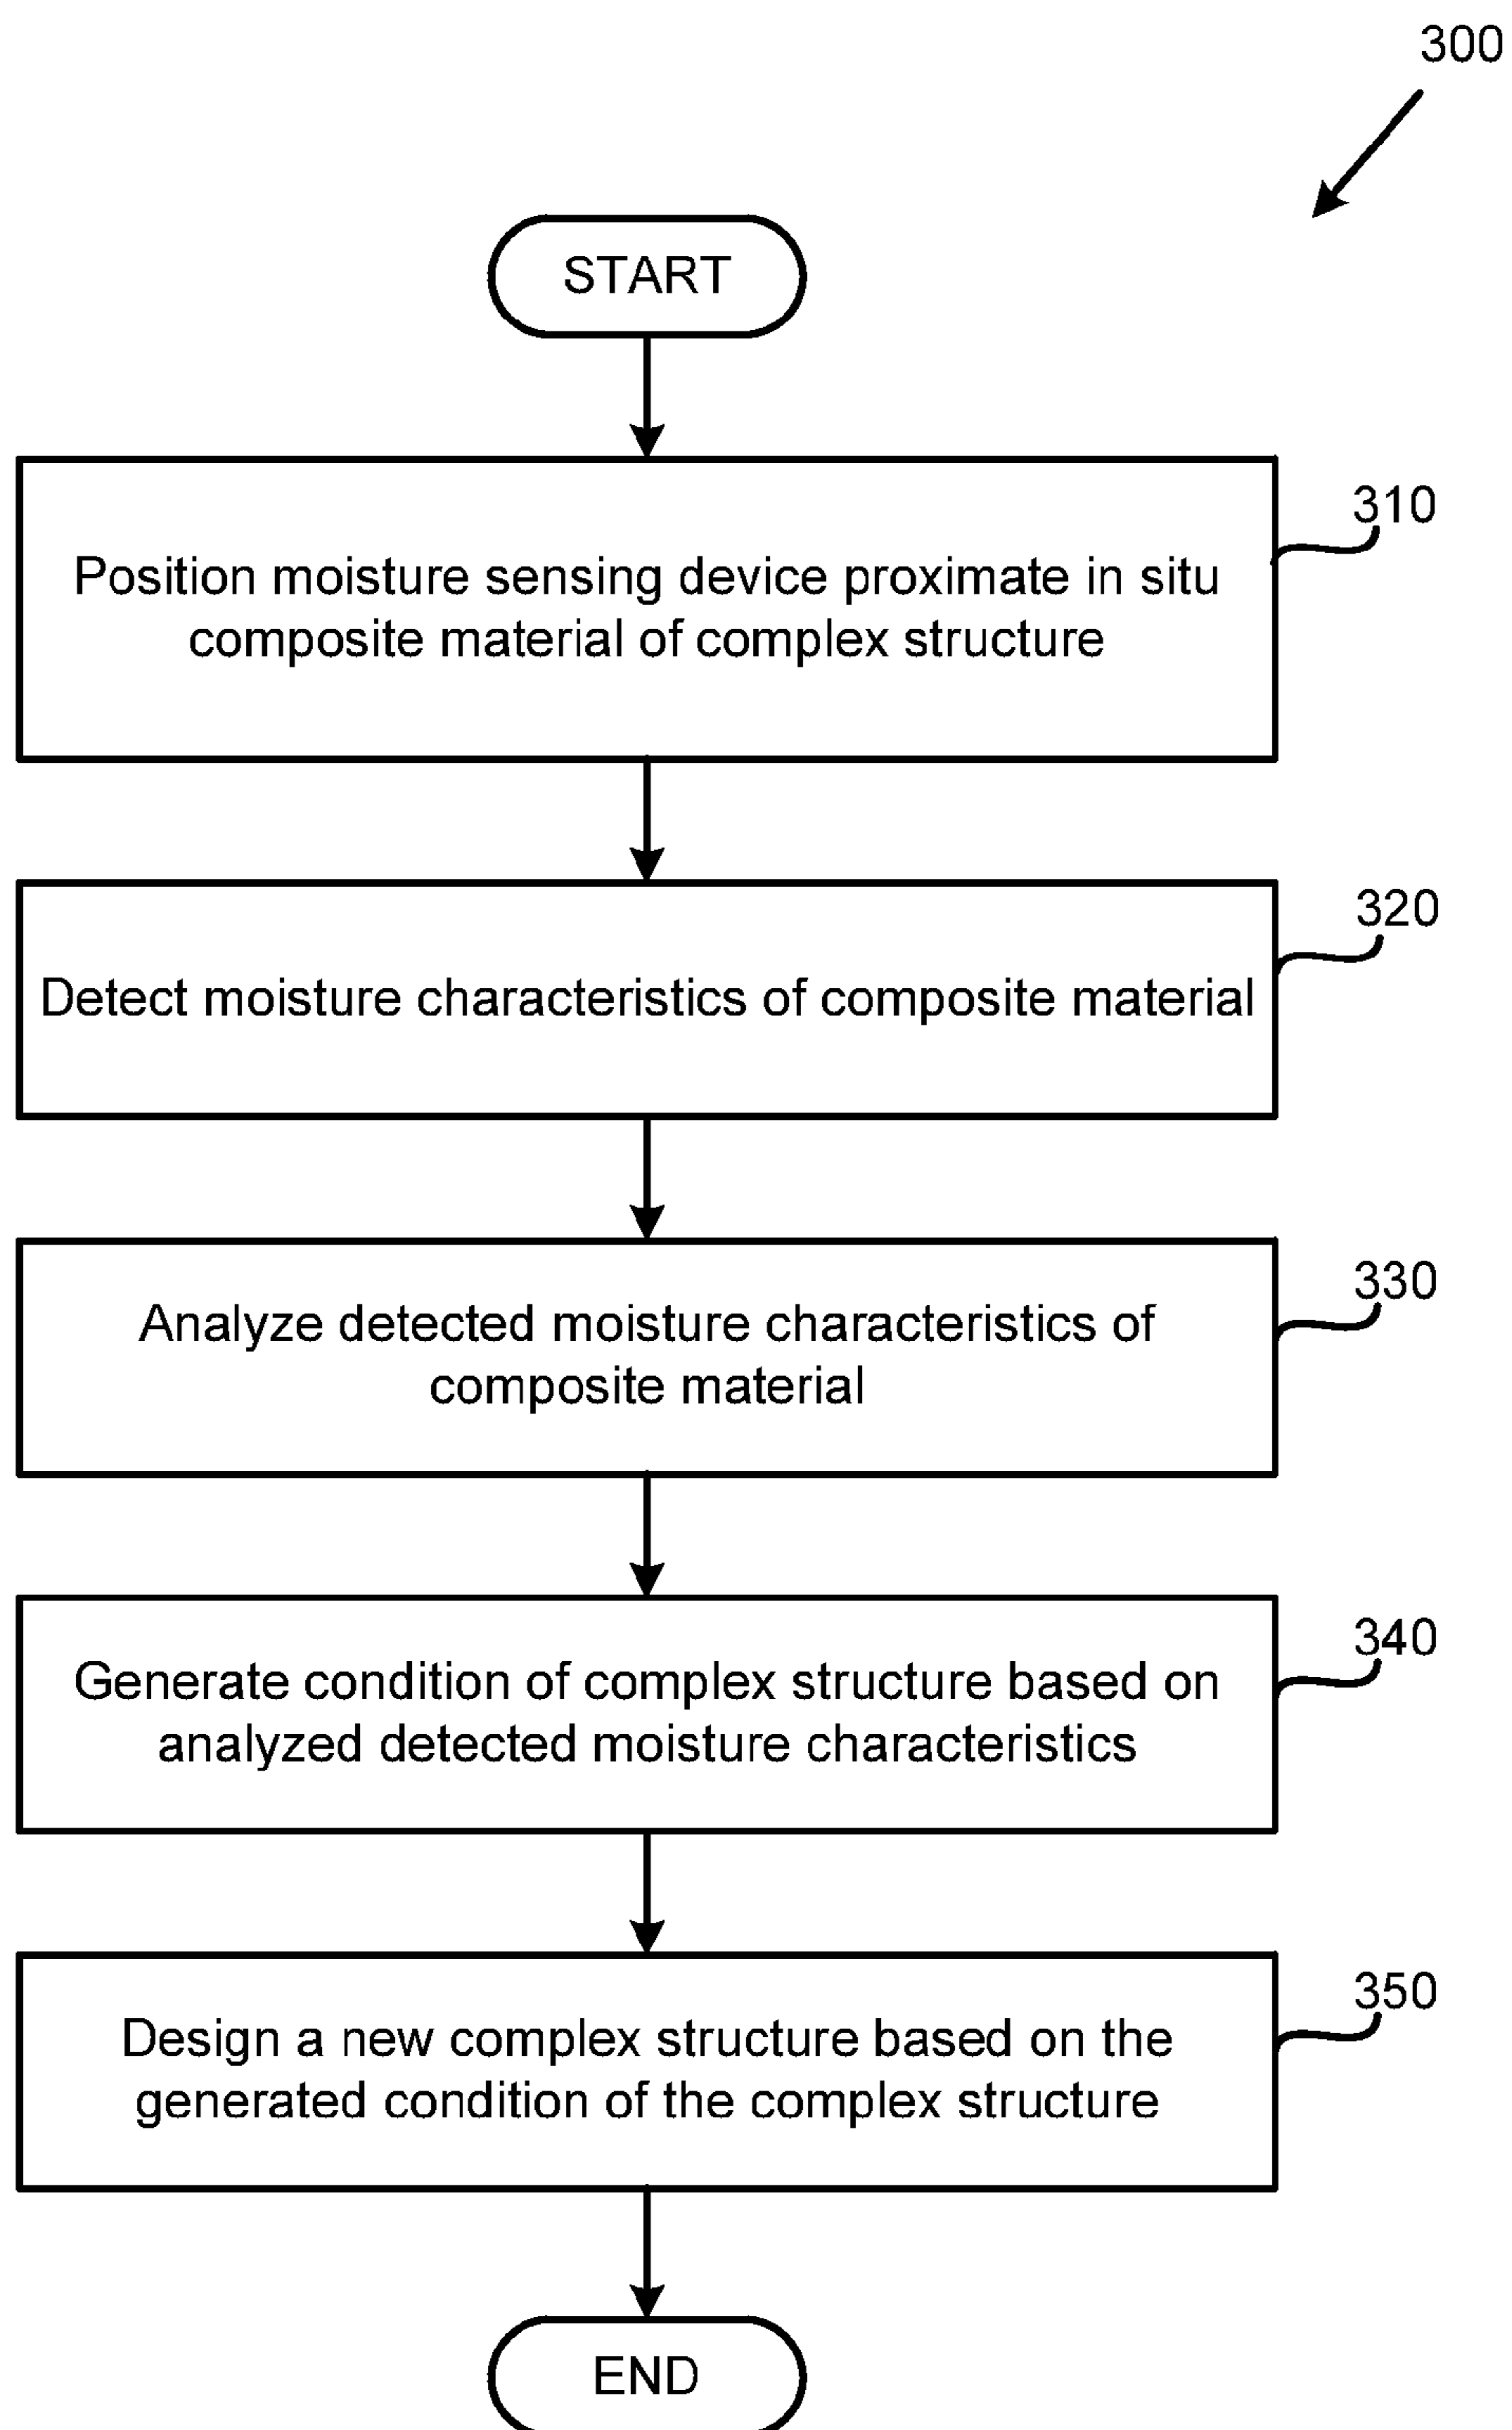 300
START
310
Position moisture sensing device proximate in situ
composite material of complex structure
320
Detect moisture characteristics of composite material
330
Analyze detected moisture characteristics of
composite material
340
Generate condition of complex structure based on
analyzed detected moisture characteristics
350
Design a new complex structure based on the
generated condition of the complex structure
END